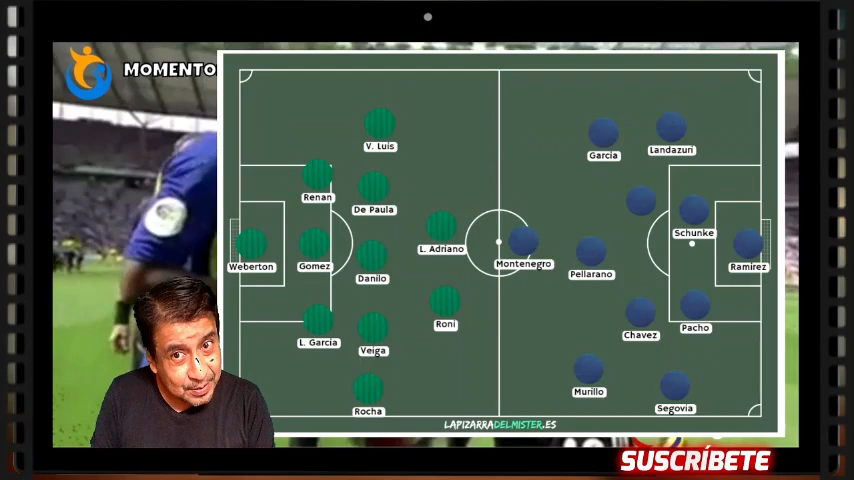 MOMENTO
V. Luis
Renan
De Paula
L. Adriano
Weberton
Gomez
Danilo
L. Garcia
Veiga
Roni
Rocha
Garcia
Landazuri
Schunke
Montenegro
Pellarano
Ramirez
Chavez
Pacho
Murillo
Segovia
LAPIZARRADELMISTER.ES
SUSCRÍBETE